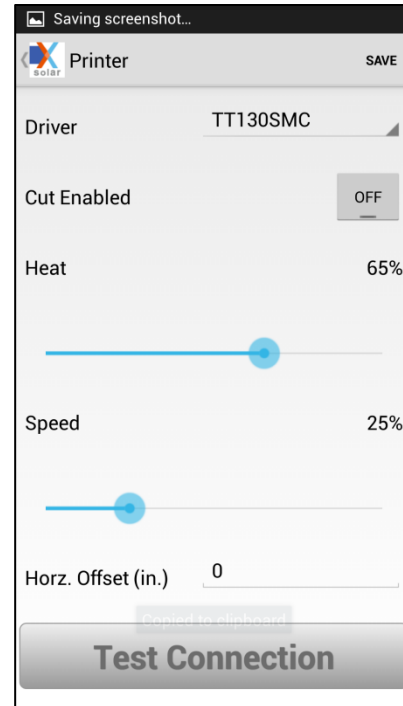 Saving screenshot...
solar
Printer
SAVE
Driver
TT130SMC
Cut Enabled
OFF
Heat
65%
Speed
25%
Horz. Offset (in.)
0
Copied to clipboard
Test Connection